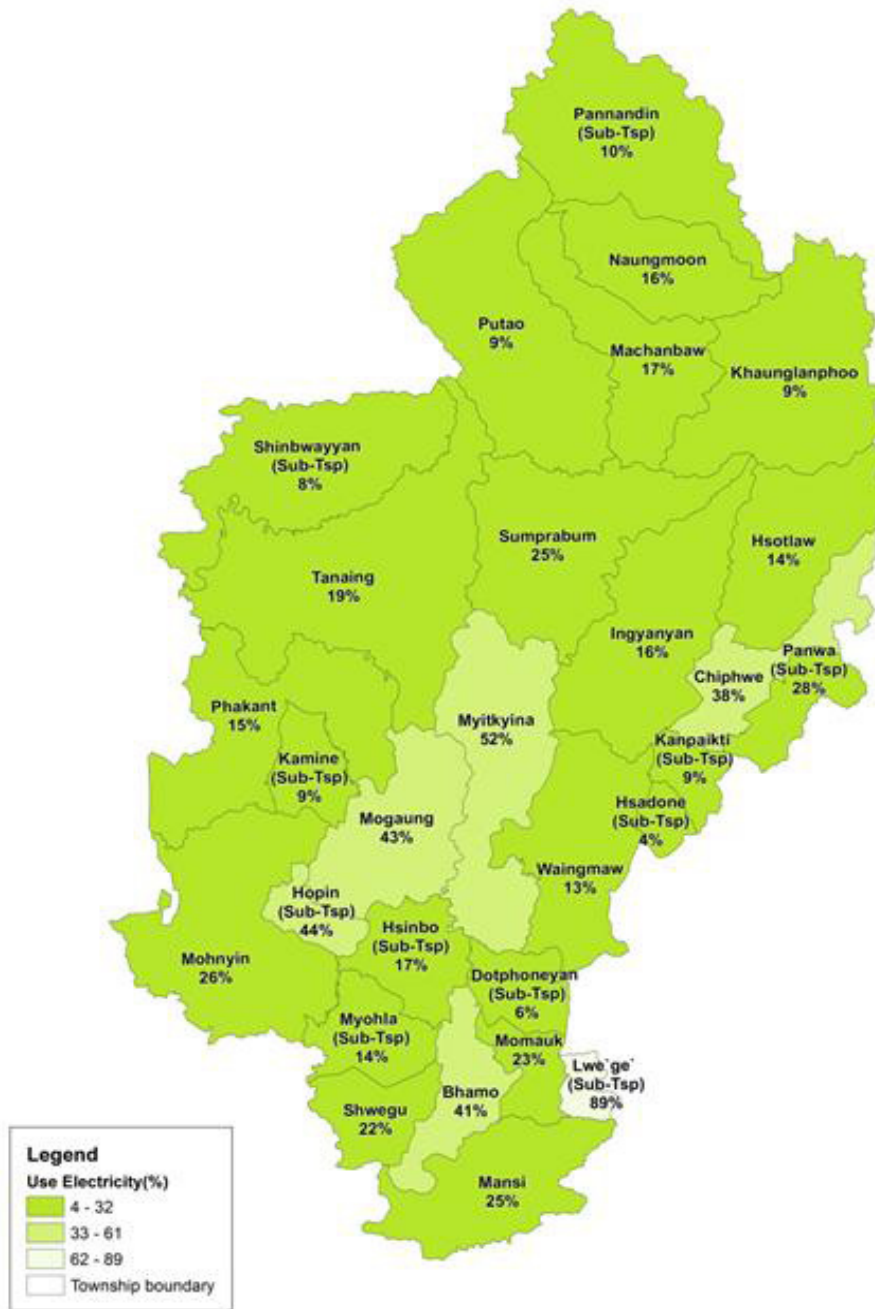 Pannandin
(Sub-Tsp)
10%
Naungmoon
16%
Putao
9%
Machanbaw
17%
Khaunglanphoo
9%
Shinbwayyan
(Sub-Tsp)
8%
Sumprabum
25%
Hsotlaw
14%
Tanaing
19%
Ingyanyan
16%
Panwa
(Sub-Tsp)
28%
Chiphwe
38%
Phakant
15%
Myitkyina
52%
Kanpaikti
(Sub-Tsp)
9%
Kamine
(Sub-Tsp)
9%
Hsadone
(Sub-Tsp)
4%
Mogaung
43%
Waingmaw
13%
Hopin
(Sub-Tsp)
44%
Hsinbo
(Sub-Tsp)
17%
Mohnyin
26%
Dotphoneyan
(Sub-Tsp)
6%
Myohla
(Sub-Tsp)
14%
Momauk
23%
Lwe`ge`
(Sub-Tsp)
89%
Bhamo
41%
Shwegu
22%
Mansi
25%
Legend
Use Electricity(%)
4 - 32
33 - 61
62 - 89
Township boundary